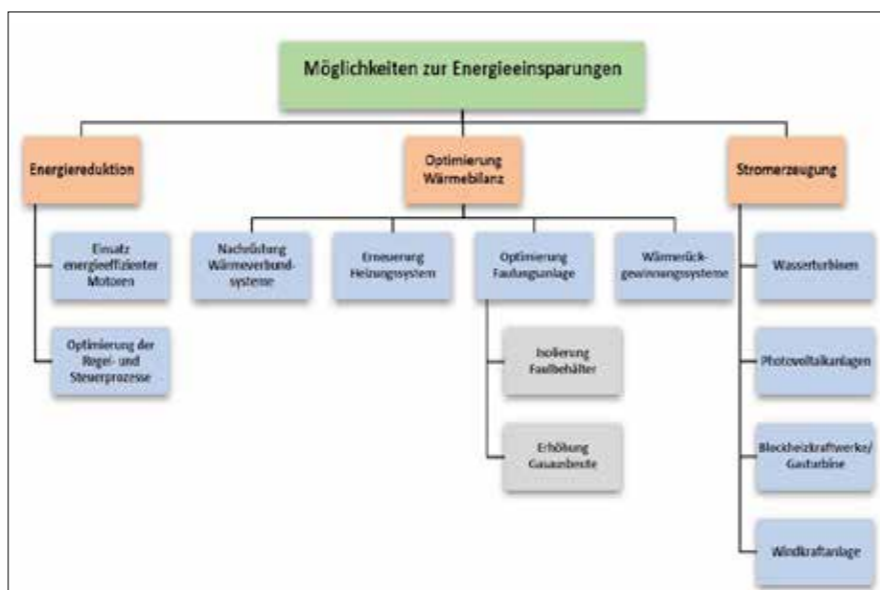 Möglichkeiten zur Energieeinsparungen
Energiereduktion
Optimierung
Wärmebilanz
Stromerzeugung
Einsatz
energieeffizienter
Motoren
Optimierung der
Regel- und
Steuerprozesse
Nachrüstung
Wärmeverbund-
systeme
Erneuerung
Heizungssystem
Optimierung
Faulungsanlage
Wärmerück-
gewinnungssysteme
Isolierung
Faulbehälter
Erhöhung
Gasausbeute
Wasserturbinen
Photovoltaikanlagen
Blockheizkraftwerke/
Gasturbine
Windkraftanlage